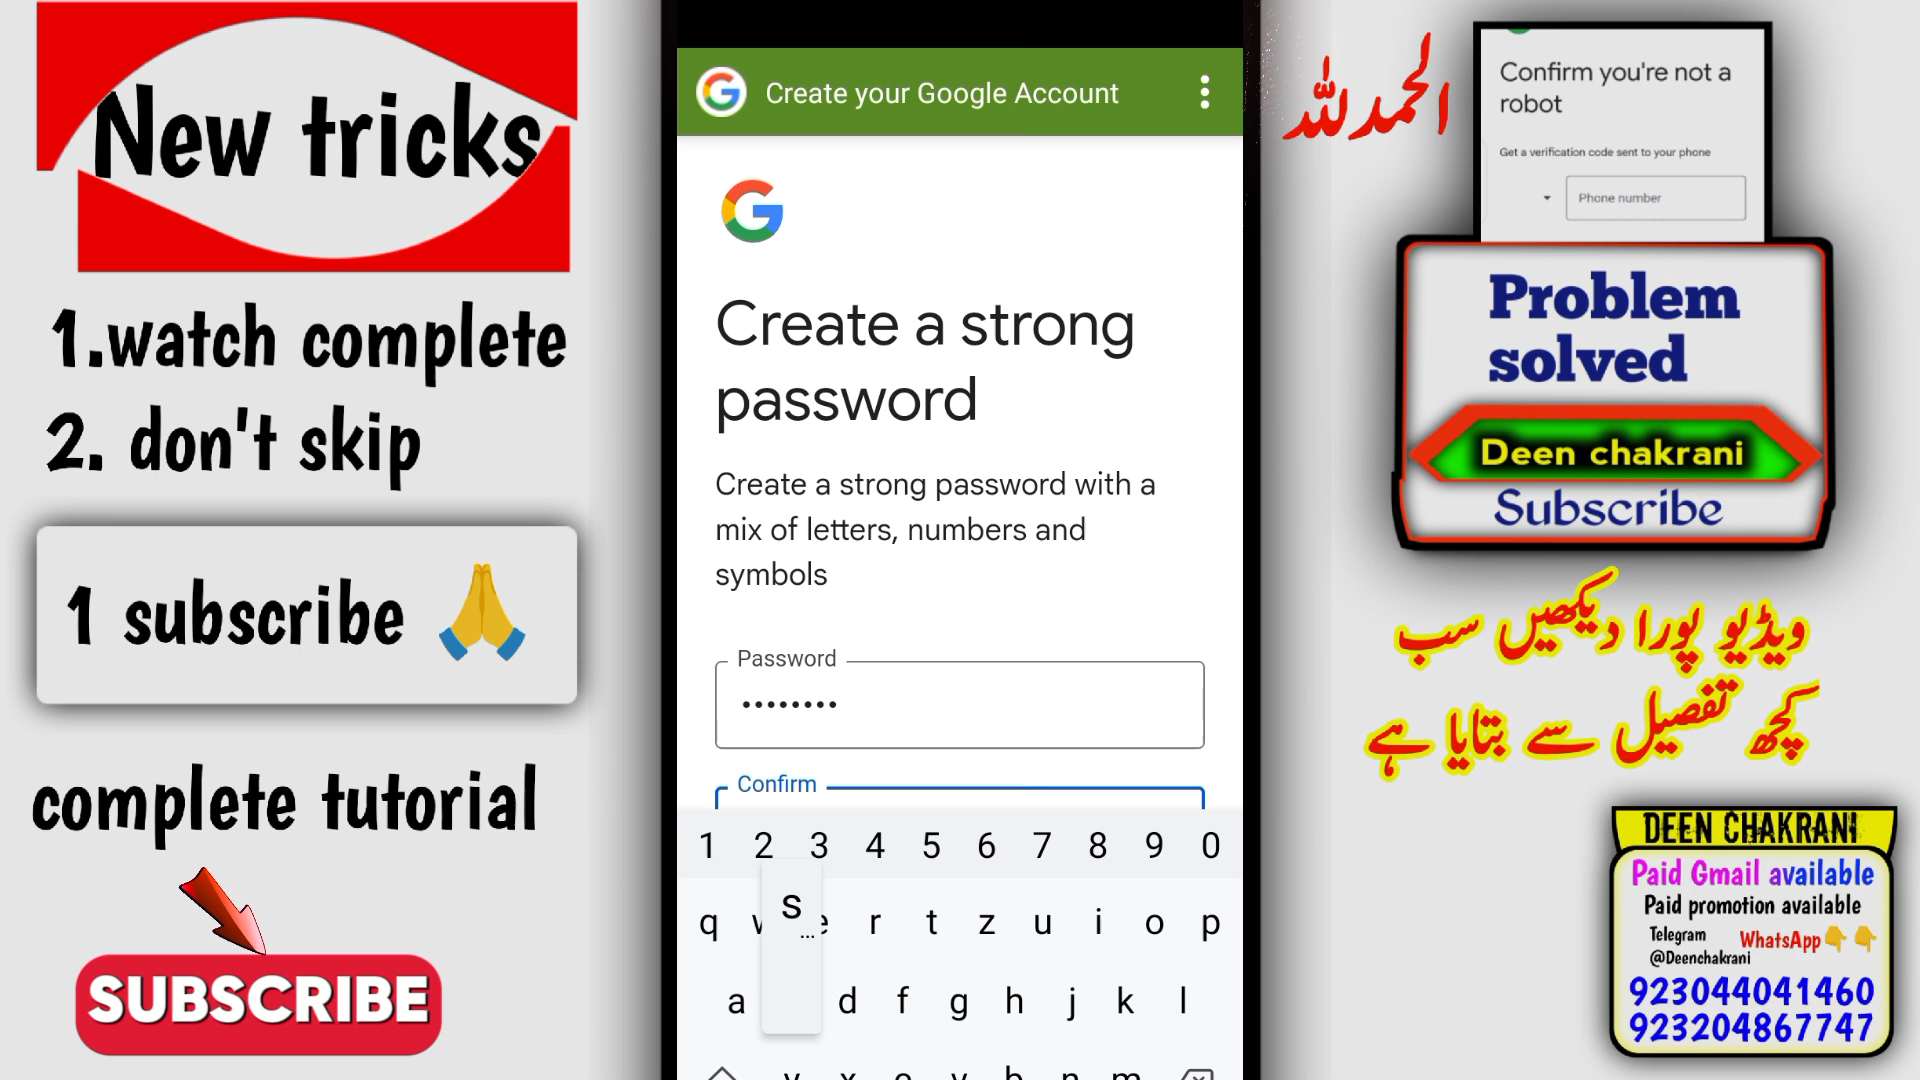 New tricks
1.watch complete
2. don't skip
1 subscribe
complete tutorial
SUBSCRIBE
Create your Google Account
Create a strong
password
Create a strong password with a
mix of letters, numbers and
symbols
Password
••••••••
Confirm
1 2 3 4 5 6 7 8 9 0
q w e r t z u i o p
s
...
a d f g h j k l
y x c v b n m
الحمدللہ
Confirm you're not a
robot
Get a verification code sent to your phone
Phone number
Problem
solved
Deen chakrani
Subscribe
ویڈیو پورا دیکھیں سب
کچھ تفصیل سے بتایا ہے
DEEN CHAKRANI
Paid Gmail available
Paid promotion available
Telegram
WhatsApp
@Deenchakrani
923044041460
923204867747